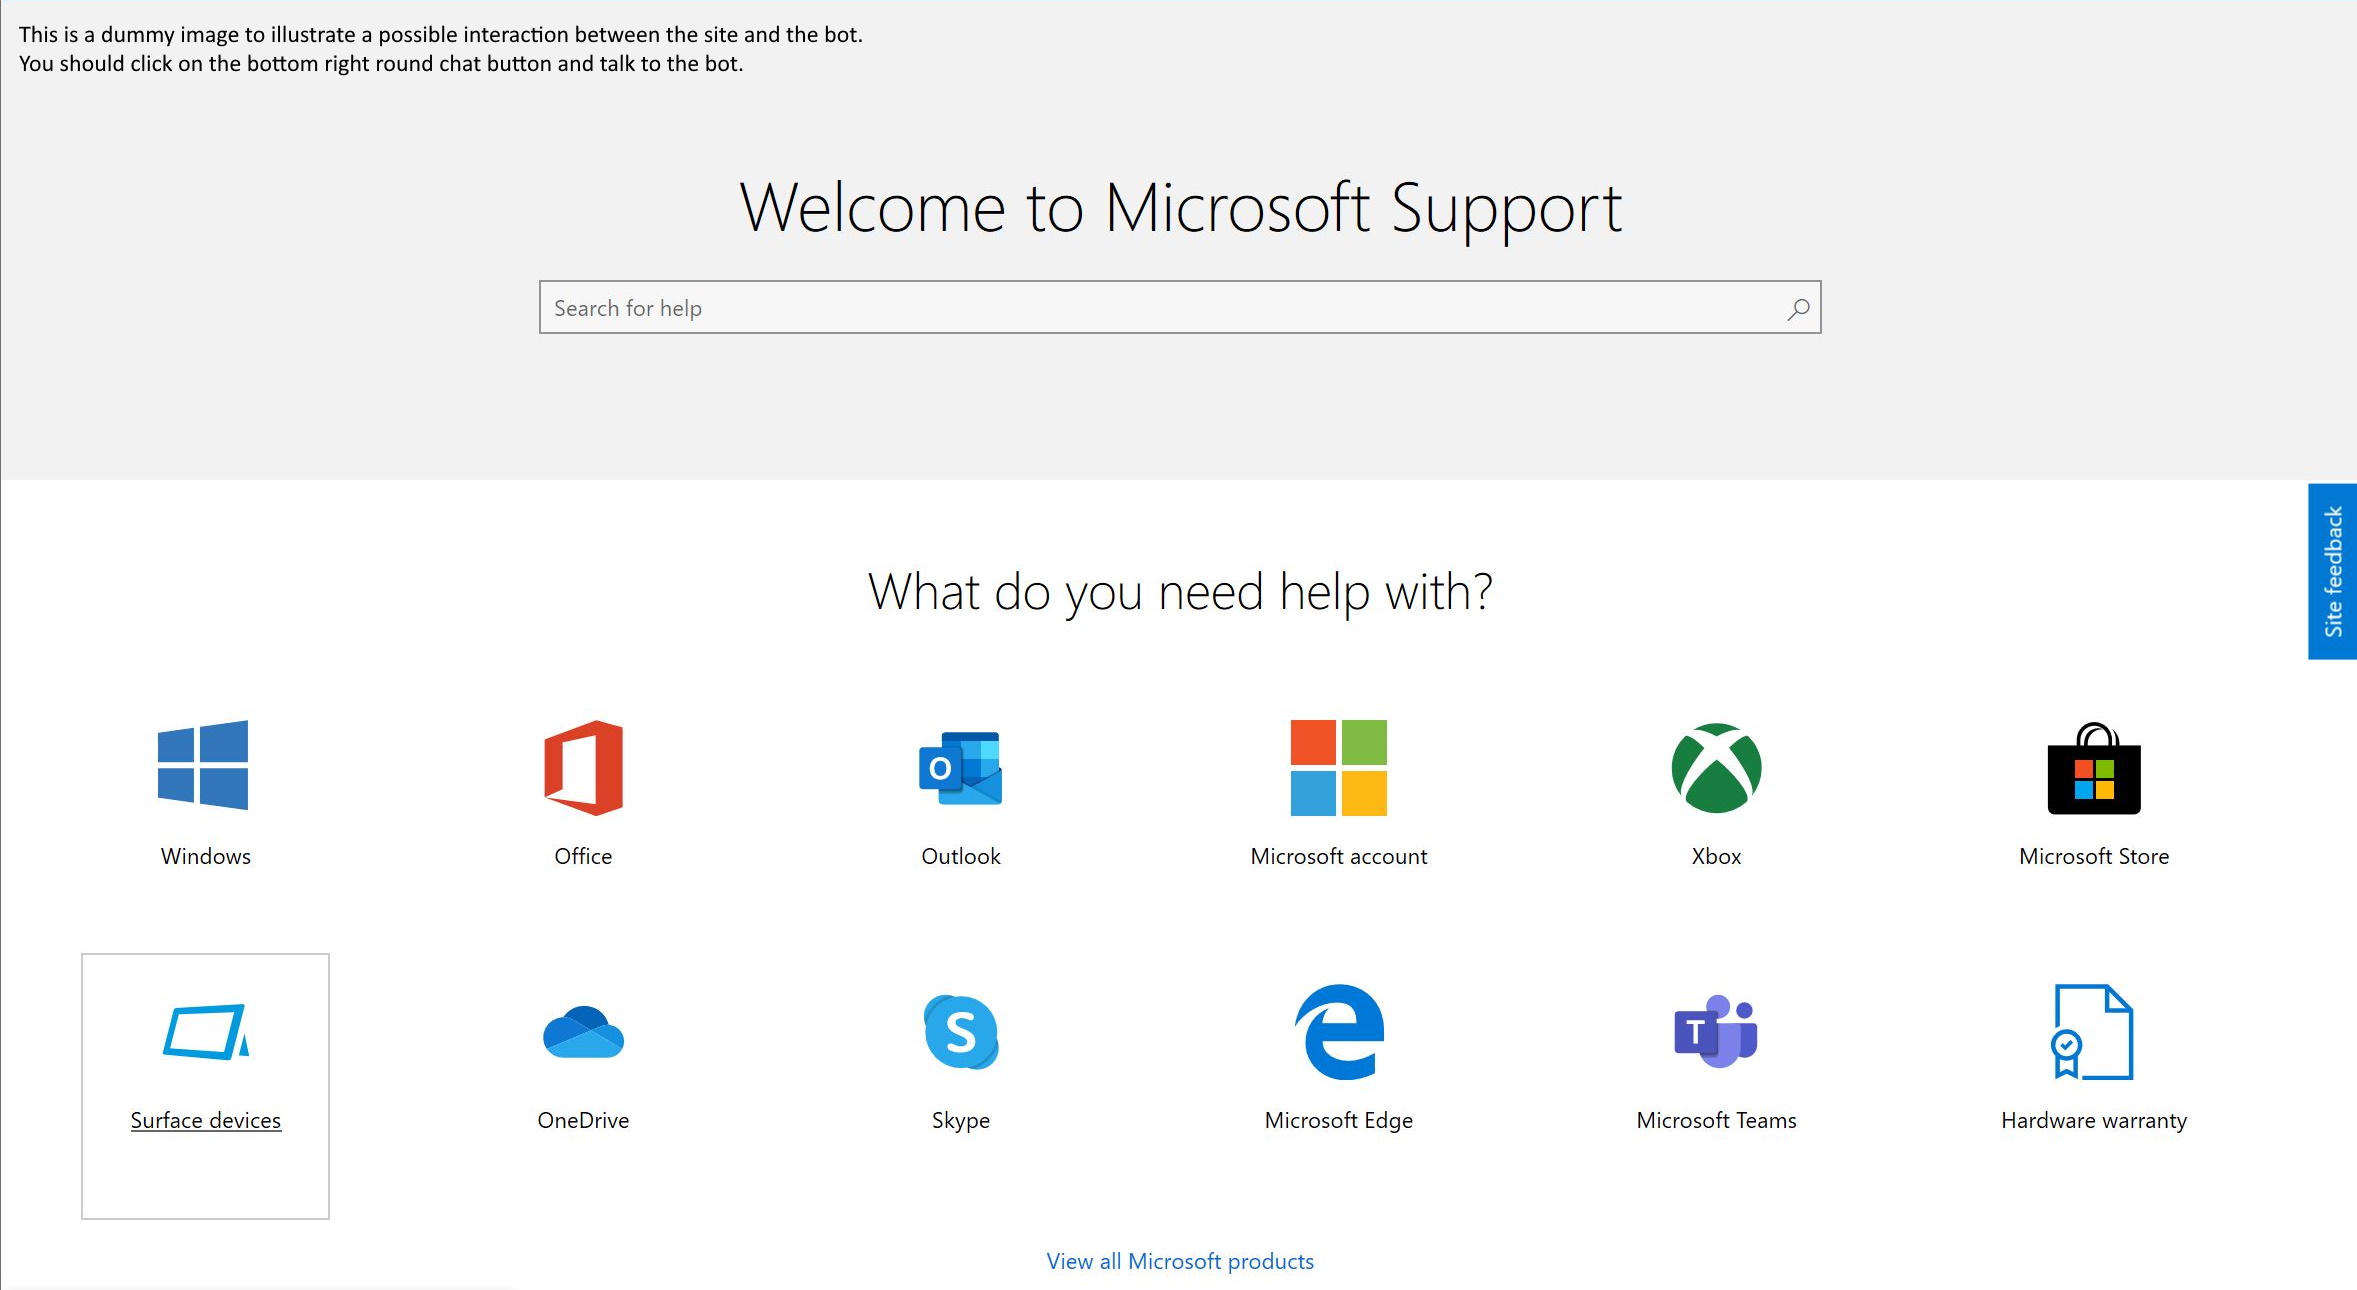 This is a dummy image to illustrate a possible interaction between the site and the bot.
You should click on the bottom right round chat button and talk to the bot.
Welcome to Microsoft Support
Search for help
Site feedback
What do you need help with?
Windows
Office
O
Outlook
Microsoft account
Xbox
Microsoft Store
Surface devices
OneDrive
S
Skype
Microsoft Edge
T
Microsoft Teams
Hardware warranty
View all Microsoft products